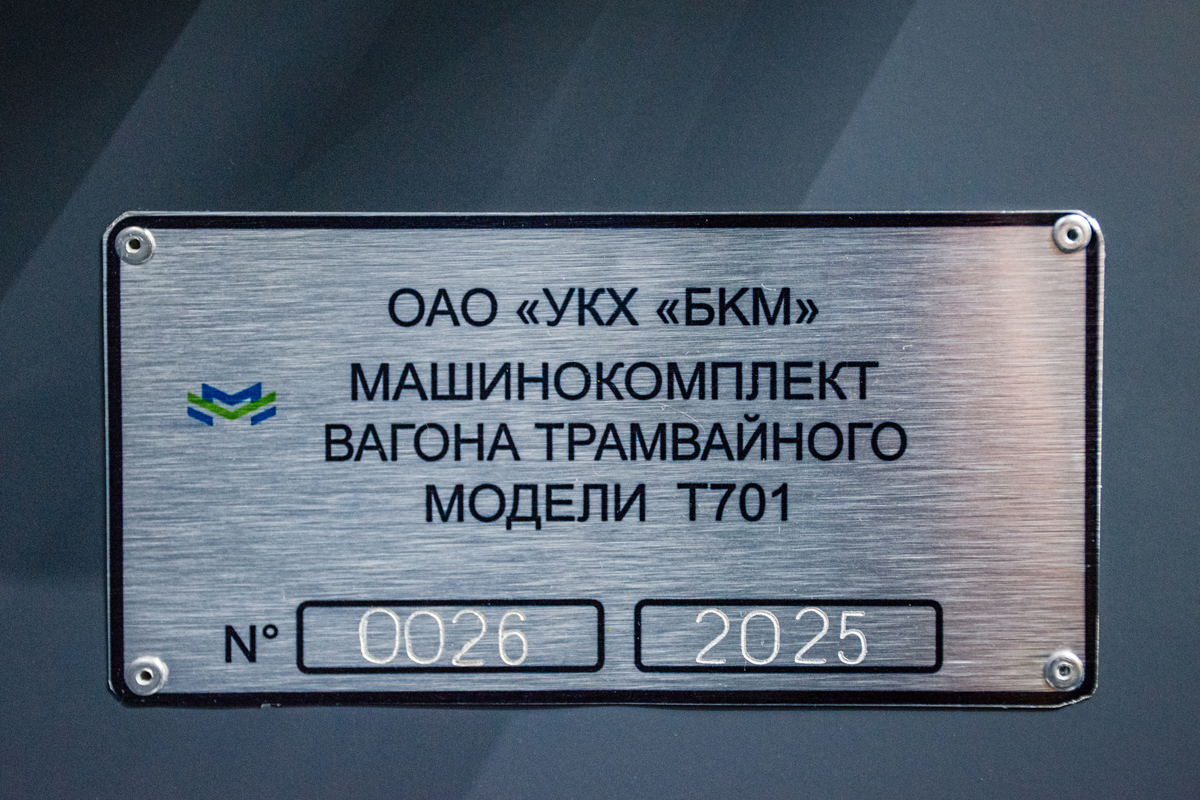 ОАО «УКХ «БКМ»
МАШИНОКОМПЛЕКТ
ВАГОНА ТРАМВАЙНОГО
МОДЕЛИ Т701
N° 0026 2025